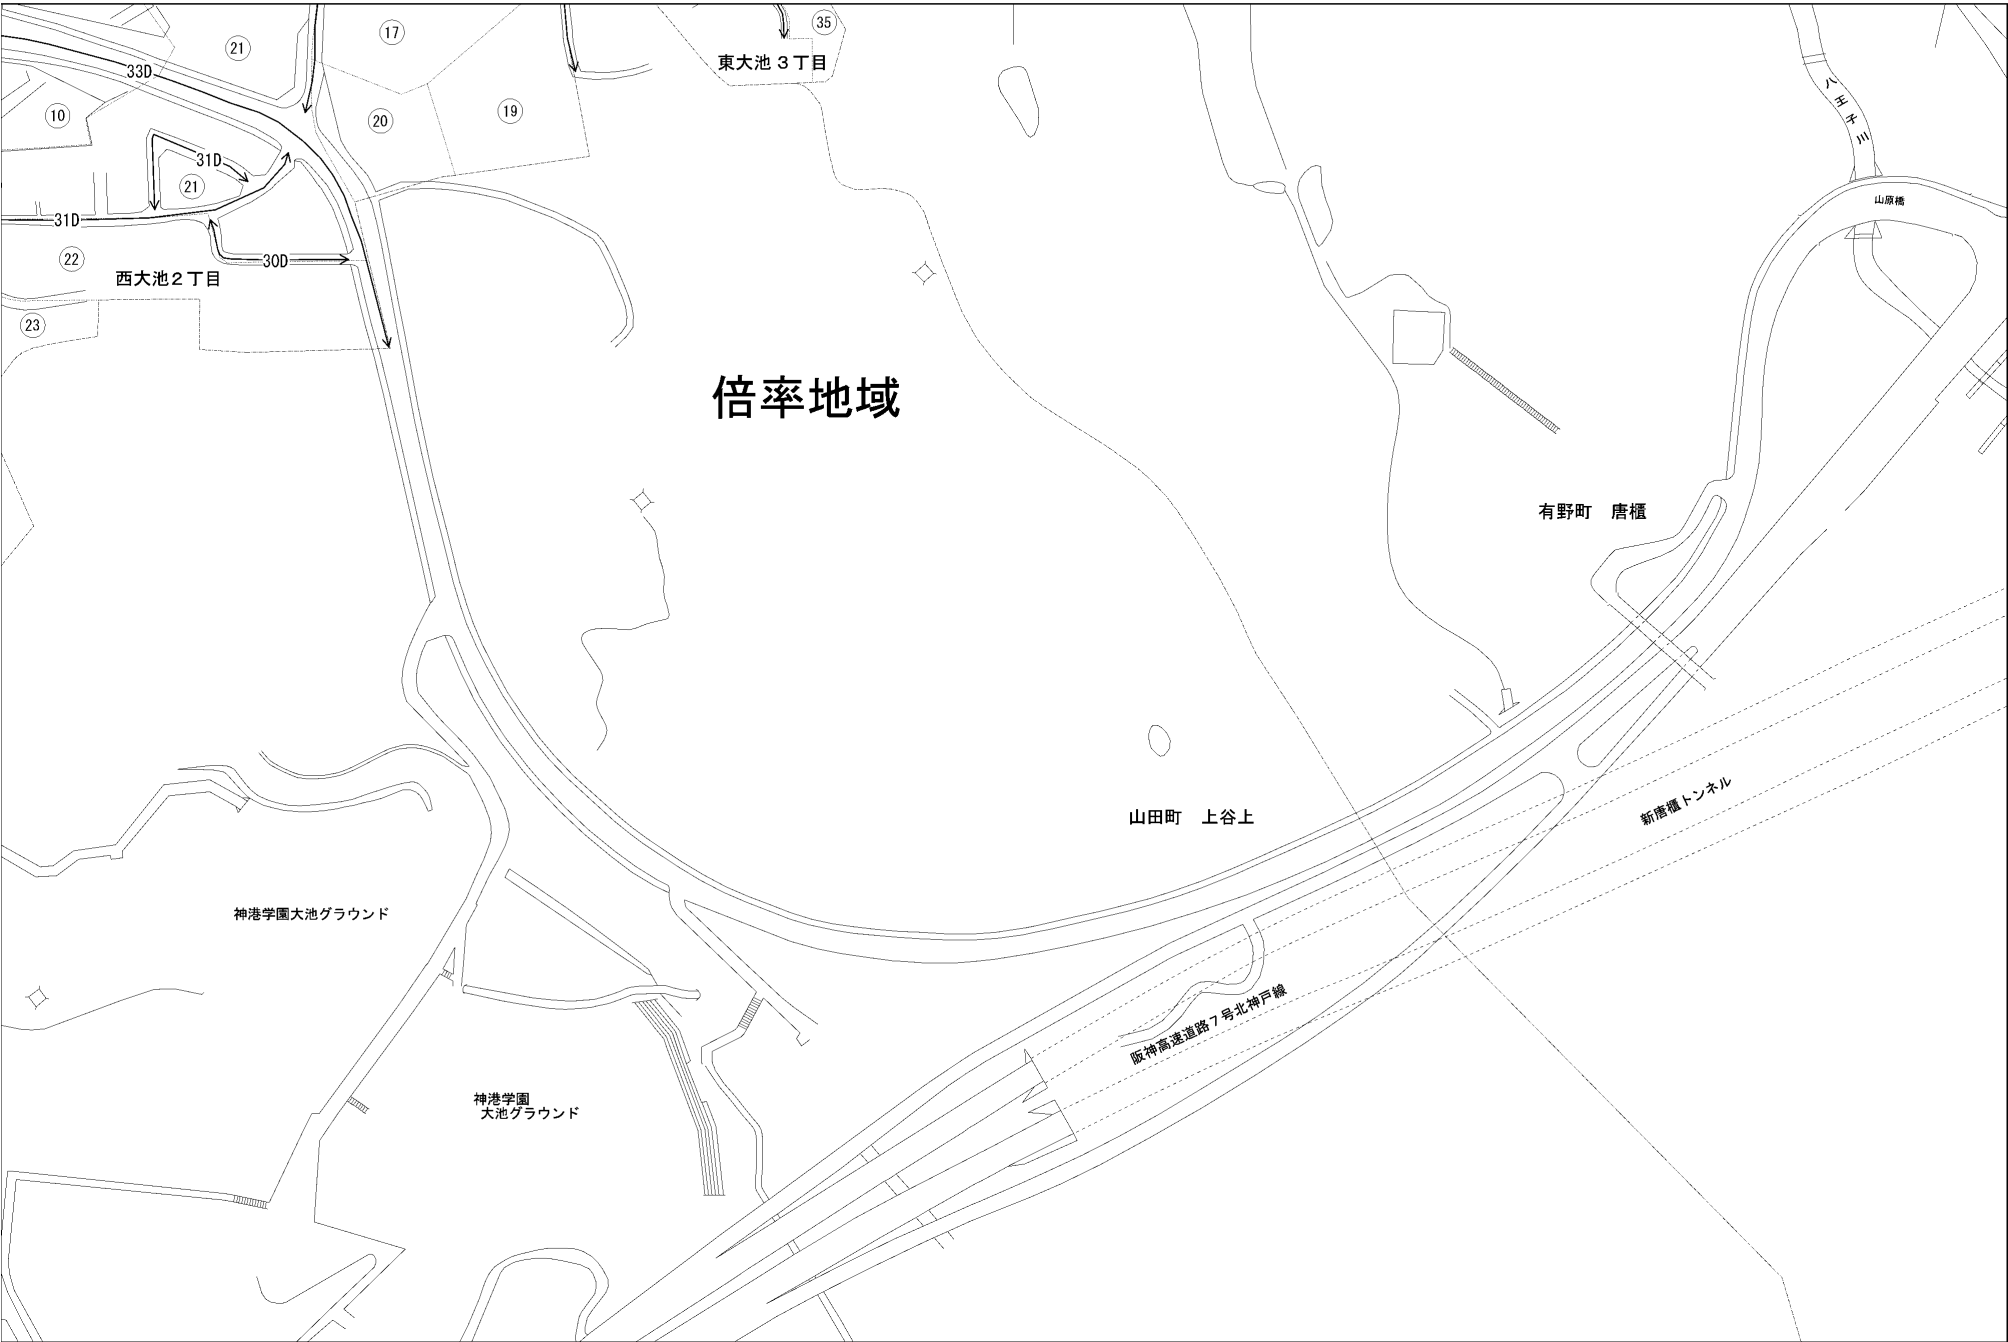 17
35
21
東大池３丁目
33D
10
20
19
八王子川
31D
21
山原橋
31D
22
30D
西大池２丁目
23
倍率地域
有野町　唐櫃
新唐櫃トンネル
山田町　上谷上
神港学園大池グラウンド
阪神高速道路７号北神戸線
神港学園
大池グラウンド